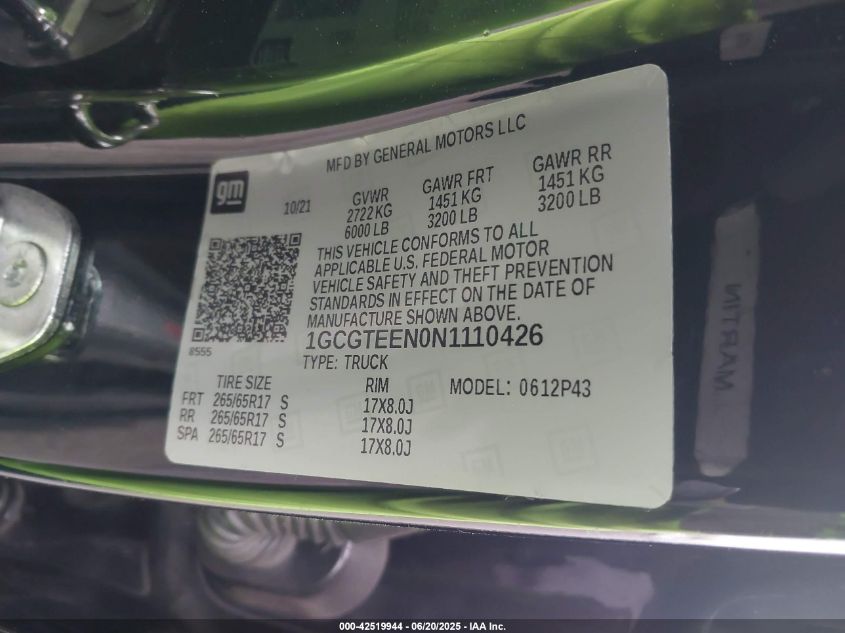 MFD BY GENERAL MOTORS LLC
gm
10/21
GVWR
2722 KG
6000 LB
GAWR FRT
1451 KG
3200 LB
GAWR RR
1451 KG
3200 LB
THIS VEHICLE CONFORMS TO ALL
APPLICABLE U.S. FEDERAL MOTOR
VEHICLE SAFETY AND THEFT PREVENTION
STANDARDS IN EFFECT ON THE DATE OF
MANUFACTURE SHOWN ABOVE.
8555
1GCGTEEN0N1110426
TYPE: TRUCK
TIRE SIZE RIM MODEL: 0612P43
FRT 265/65R17 S 17X8.0J
RR 265/65R17 S 17X8.0J
SPA 265/65R17 S 17X8.0J
MARTIN
000-42519944 - 06/20/2025 - IAA Inc.